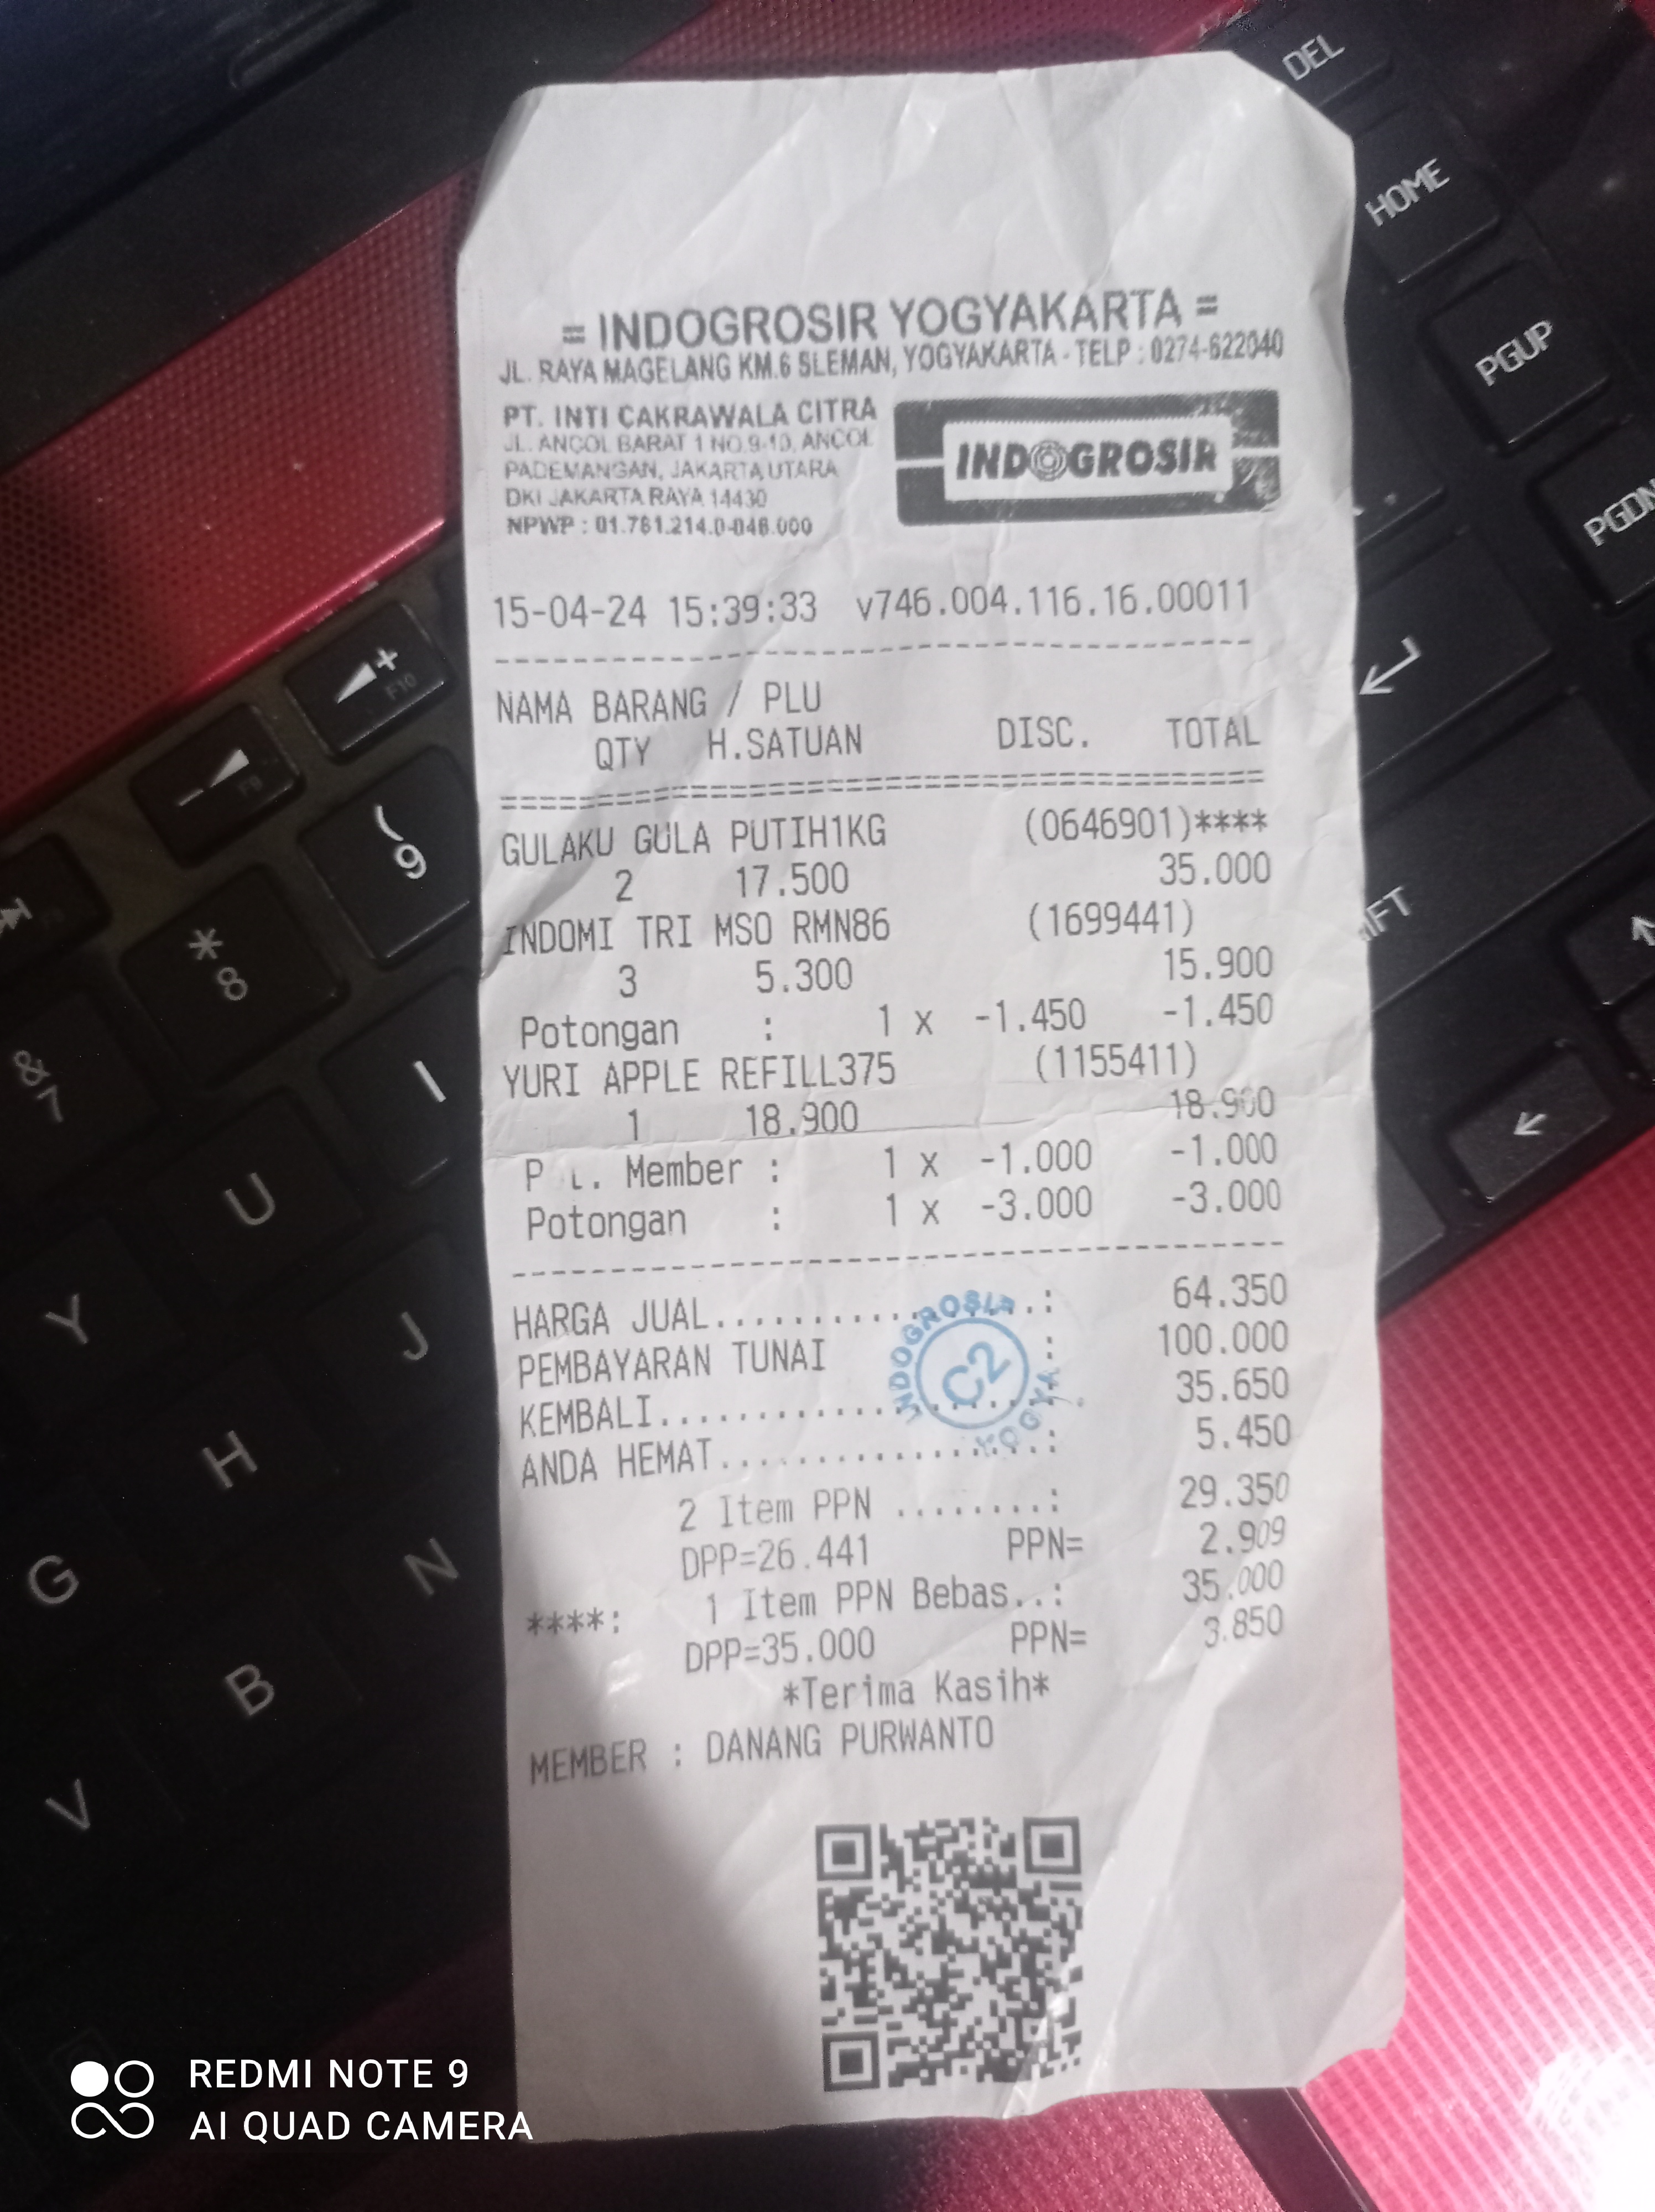 = INDOGROSIR YOGYAKARTA =
JL. RAYA MAGELANG KM.6 SLEMAN, YOGYAKARTA - TELP : 0274-622040
PT. INTI CAKRAWALA CITRA
JL. ANCOL BARAT 1 NO.9-10, ANCOL
PADEMANGAN, JAKARTA UTARA
DKI JAKARTA RAYA 14430
NPWP : 01.761.214.0-046.000
INDOGROSIR
15-04-24 15:39:33 v746.004.116.16.00011
NAMA BARANG / PLU
QTY H.SATUAN DISC. TOTAL
GULAKU GULA PUTIH1KG (0646901)****
2 17.500 35.000
INDOMI TRI MSO RMN86 (1699441)
3 5.300 15.900
Potongan : 1 x -1.450 -1.450
YURI APPLE REFILL375 (1155411)
1 18.900 18.900
Member : 1 x -1.000 -1.000
Potongan : 1 x -3.000 -3.000
HARGA JUAL.................: 64.350
PEMBAYARAN TUNAI : 100.000
KEMBALI....................: 35.650
ANDA HEMAT.................: 5.450
INDOGROSIR C2 YOGYA
2 Item PPN ........: 29.350
DPP=26.441 PPN= 2.909
****: 1 Item PPN Bebas..: 35.000
DPP=35.000 PPN= 3.850
*Terima Kasih*
MEMBER : DANANG PURWANTO
DEL
HOME
PGUP
PGDN
F10
F9
( 9
* 8
& 7
I
U
Y
J
H
G
N
B
V
REDMI NOTE 9
AI QUAD CAMERA